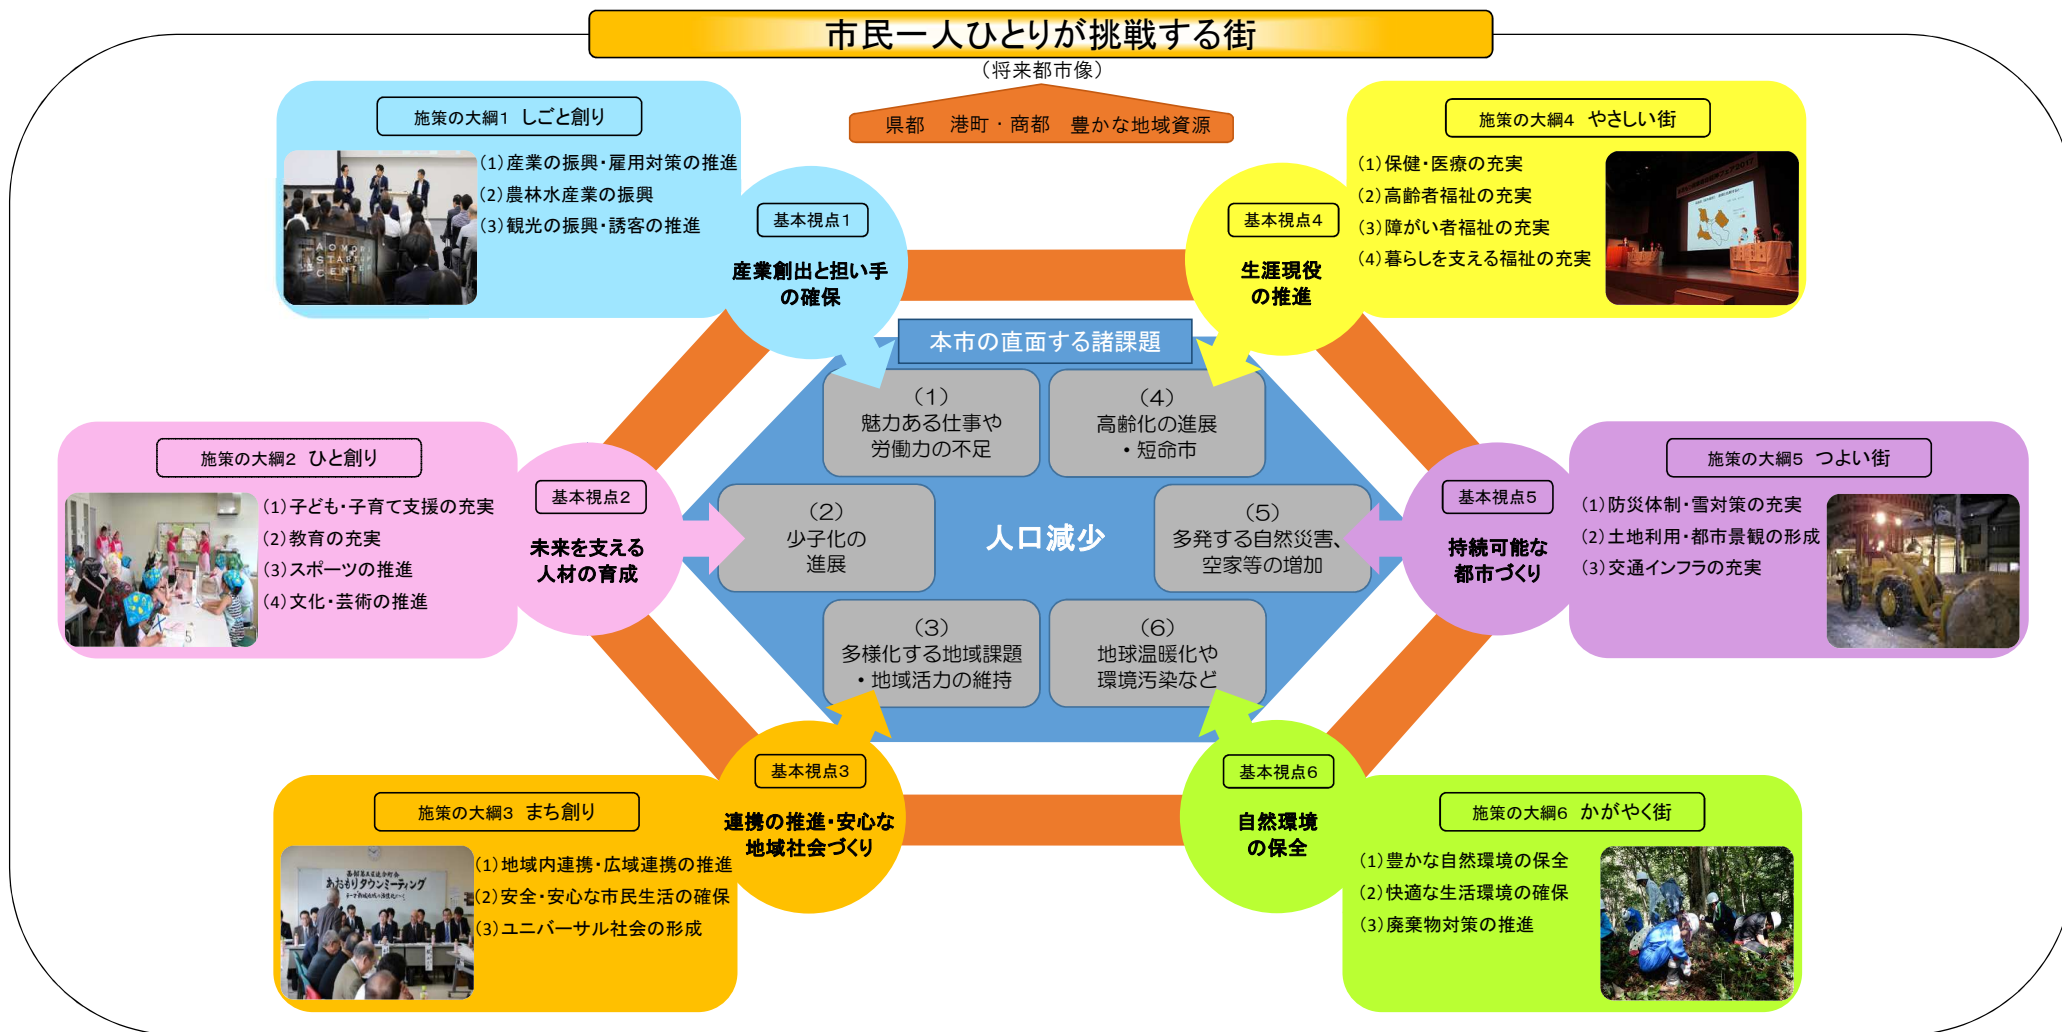 市民一人ひとりが挑戦する街
（将来都市像）
県都　港町・商都　豊かな地域資源
施策の大綱1　しごと創り
(1)産業の振興・雇用対策の推進
(2)農林水産業の振興
(3)観光の振興・誘客の推進
AOMORI
STARTUP
CENTER
基本視点1
産業創出と担い手
の確保
施策の大綱4　やさしい街
(1)保健・医療の充実
(2)高齢者福祉の充実
(3)障がい者福祉の充実
(4)暮らしを支える福祉の充実
基本視点4
生涯現役
の推進
本市の直面する諸課題
（1）
魅力ある仕事や
労働力の不足
（4）
高齢化の進展
・短命市
施策の大綱2　ひと創り
(1)子ども・子育て支援の充実
(2)教育の充実
(3)スポーツの推進
(4)文化・芸術の推進
5
基本視点2
未来を支える
人材の育成
（2）
少子化の
進展
人口減少
（5）
多発する自然災害、
空家等の増加
基本視点5
持続可能な
都市づくり
施策の大綱5　つよい街
(1)防災体制・雪対策の充実
(2)土地利用・都市景観の形成
(3)交通インフラの充実
（3）
多様化する地域課題
・地域活力の維持
（6）
地球温暖化や
環境汚染など
基本視点3
連携の推進・安心な
地域社会づくり
施策の大綱3　まち創り
(1)地域内連携・広域連携の推進
(2)安全・安心な市民生活の確保
(3)ユニバーサル社会の形成
あおもりタウンミーティング
基本視点6
自然環境
の保全
施策の大綱6　かがやく街
(1)豊かな自然環境の保全
(2)快適な生活環境の確保
(3)廃棄物対策の推進